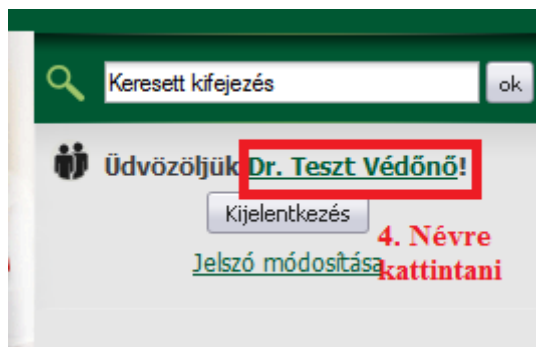 Keresett kifejezés
ok
Üdvözöljük Dr. Teszt Védőnő!
Kijelentkezés
4. Névre
Jelszó módosítása
kattintani